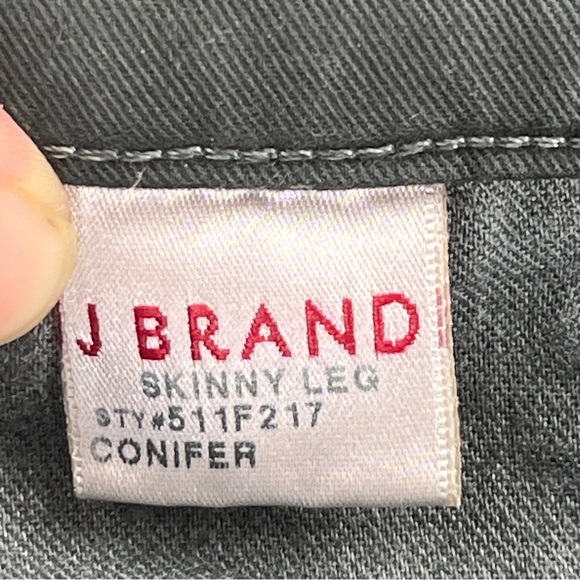 J BRAND
SKINNY LEG
STY#511F217
CONIFER